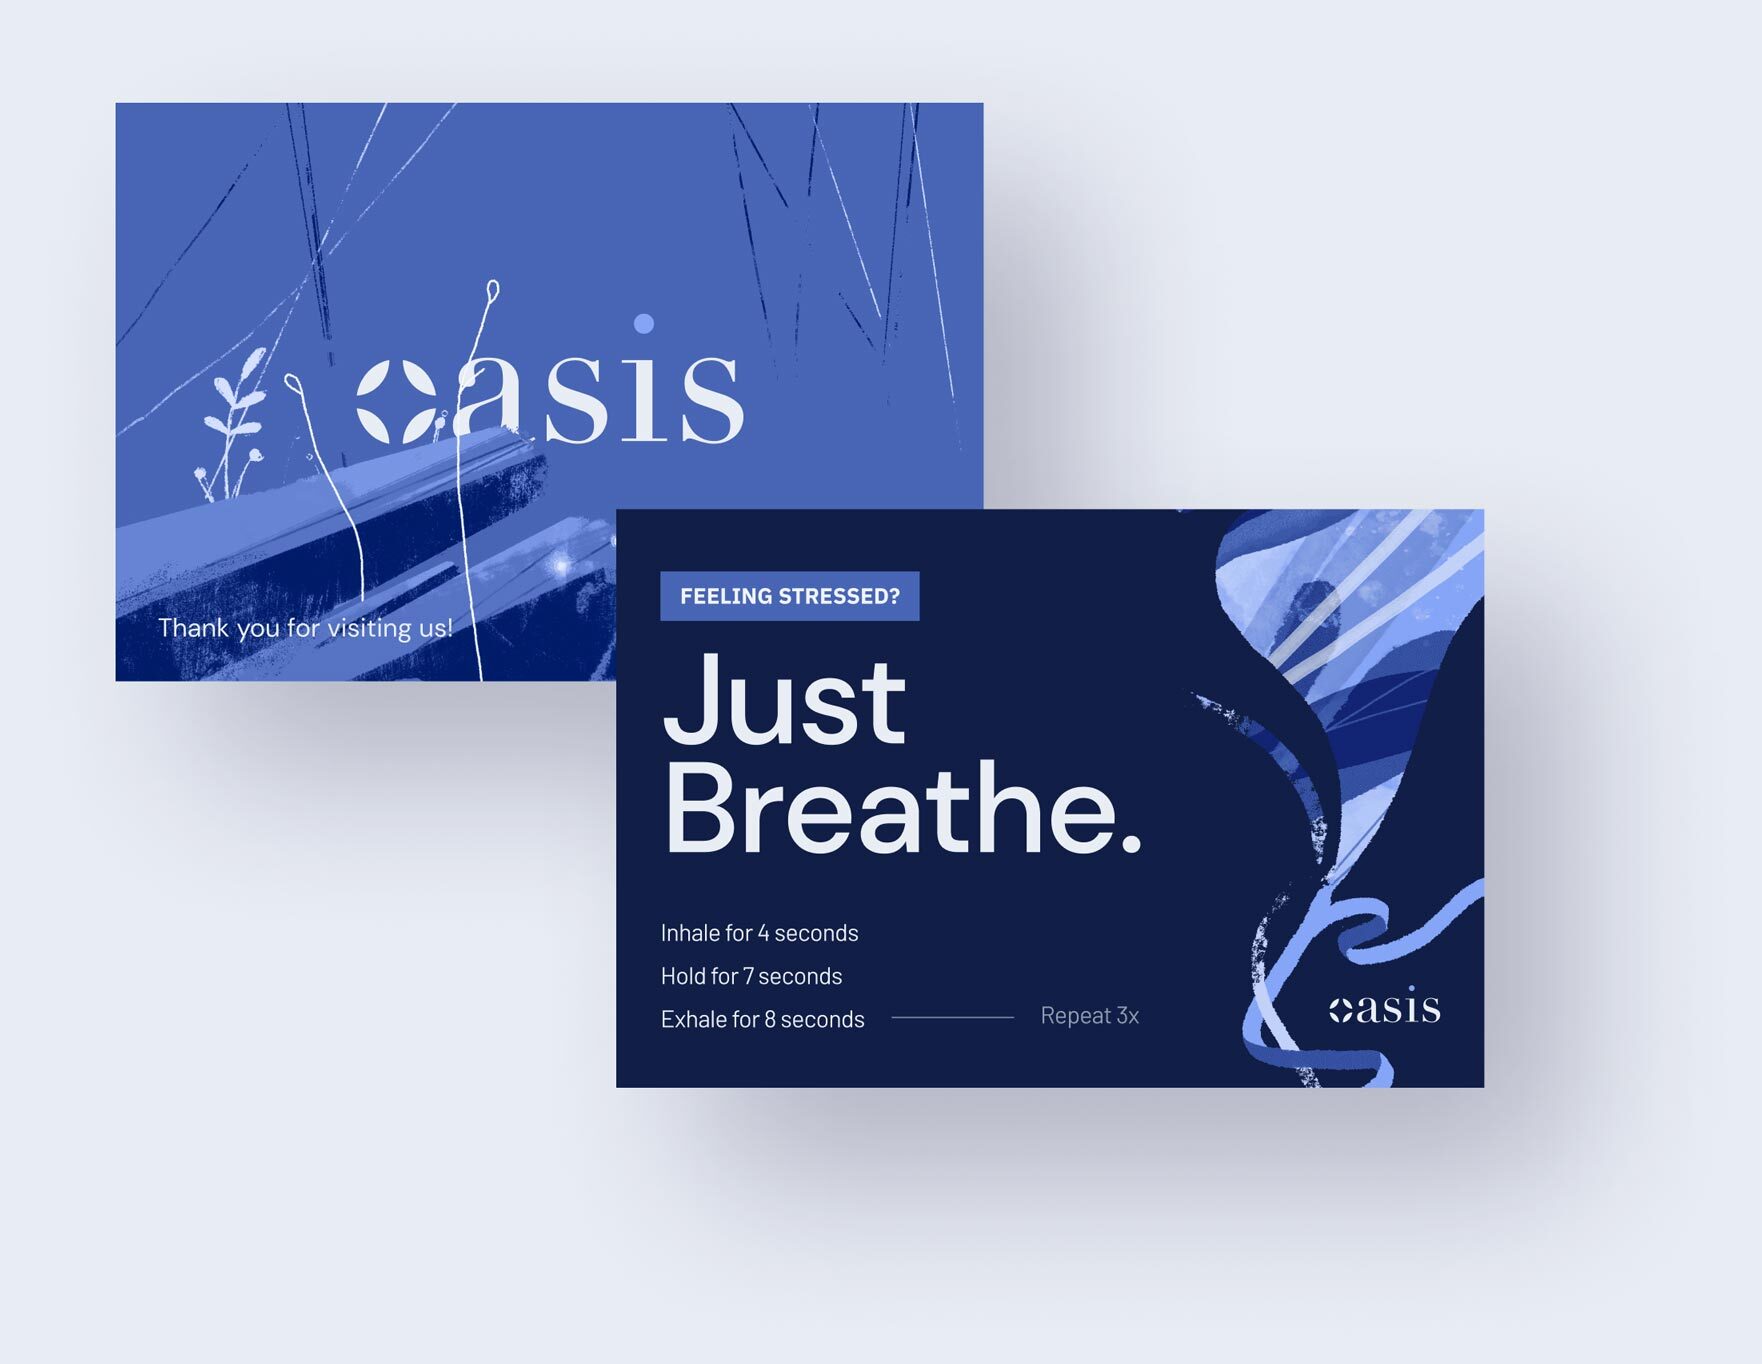 oasis
Thank you for visiting us!
FEELING STRESSED?
Just
Breathe.
Inhale for 4 seconds
Hold for 7 seconds
Exhale for 8 seconds
Repeat 3x
oasis